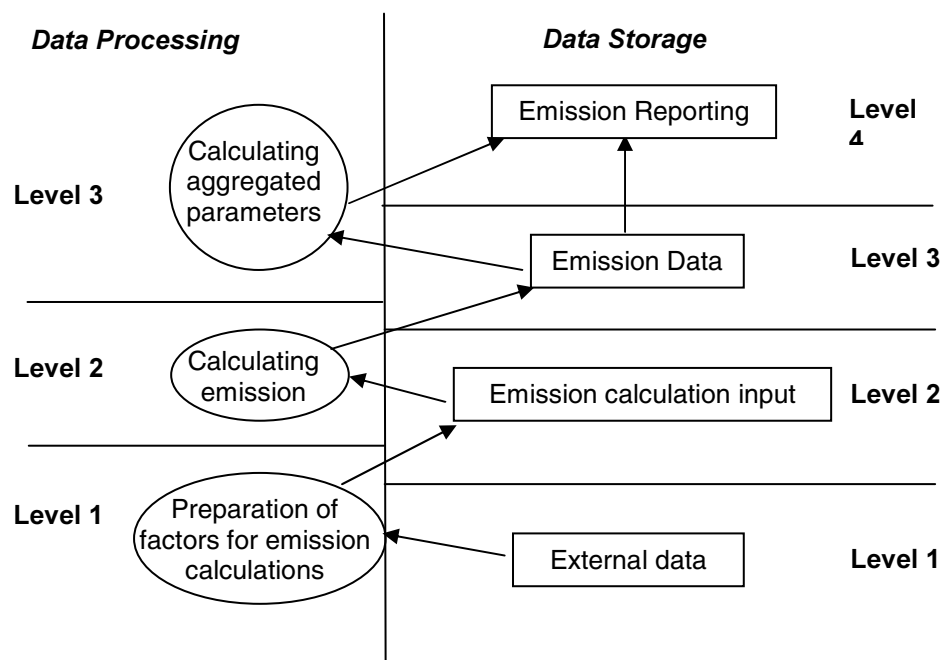 Data Processing
Data Storage
Emission Reporting
Level
4
Calculating
aggregated
parameters
Level 3
Emission Data
Level 3
Level 2
Calculating
emission
Emission calculation input
Level 2
Level 1
Preparation of
factors for emission
calculations
External data
Level 1